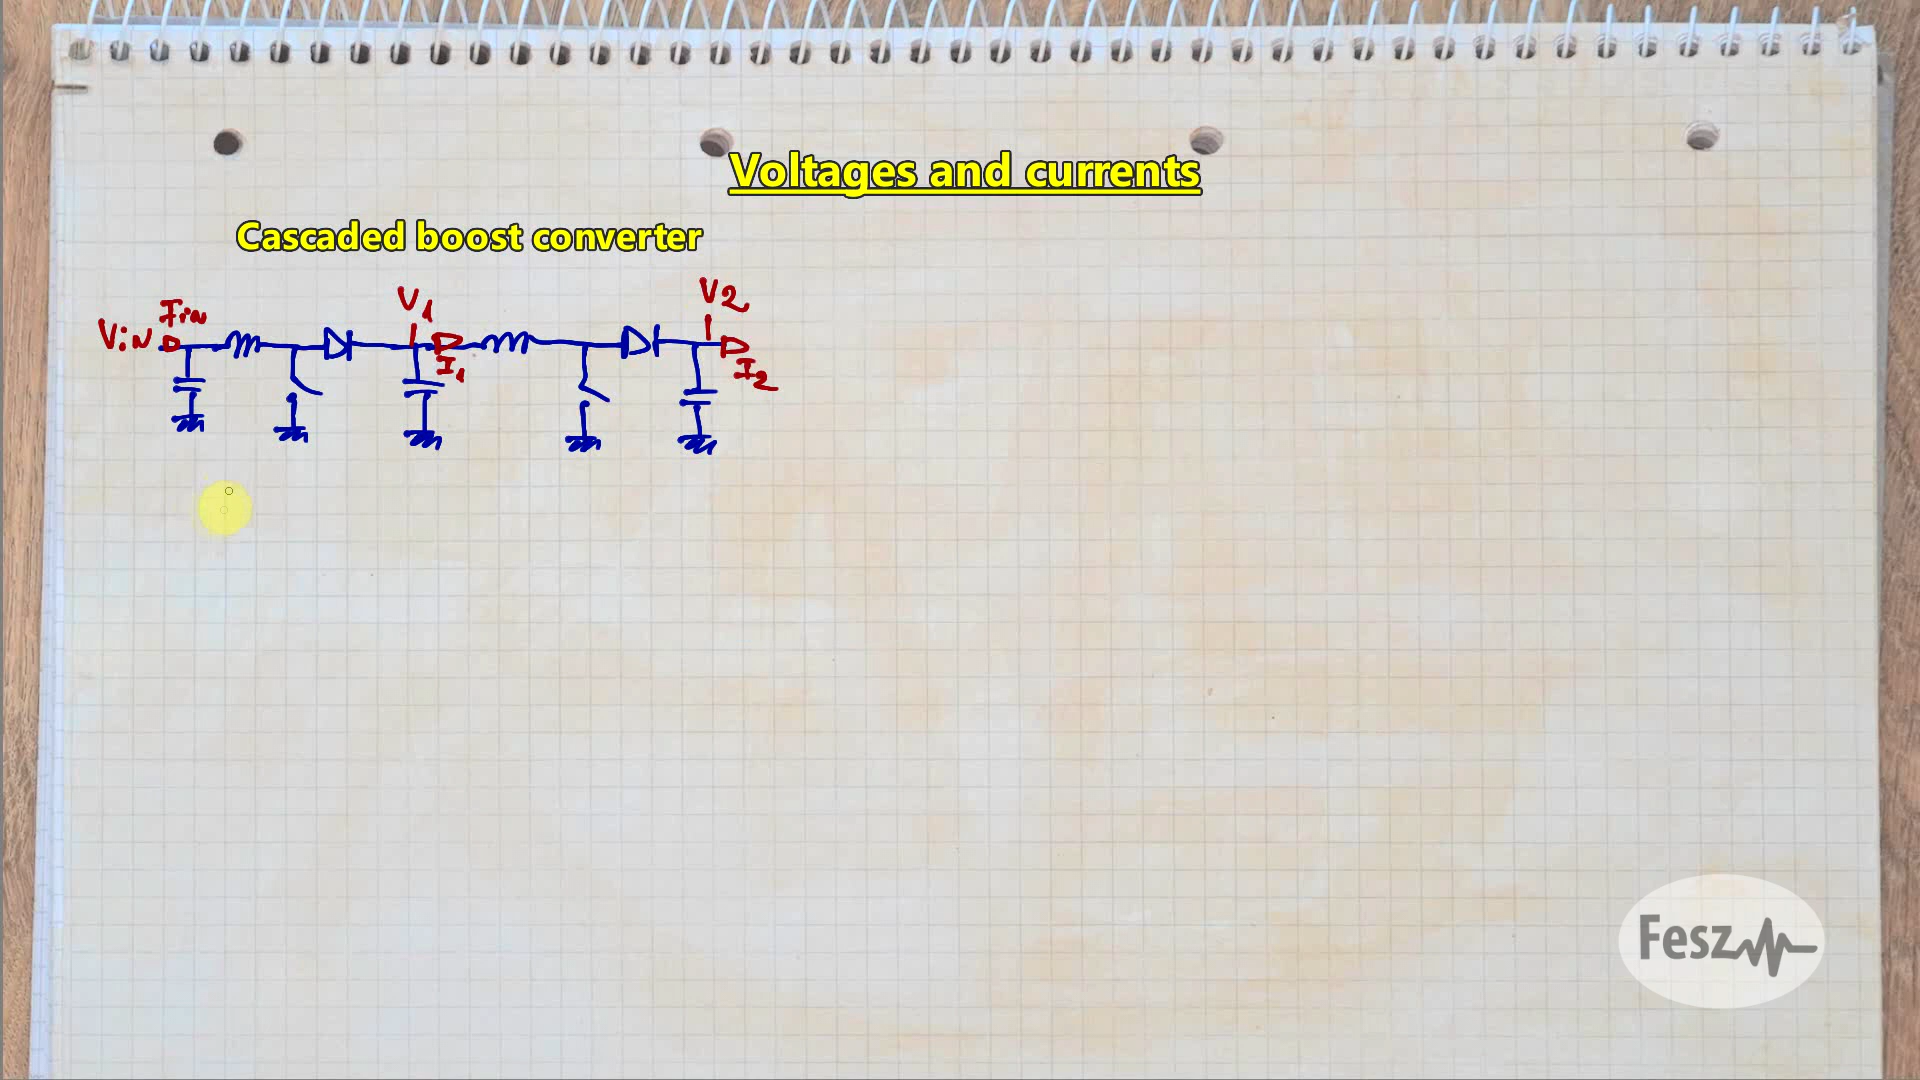 Voltages and currents
Cascaded boost converter
Vin Iin V1 I1 V2 I2
Fesz